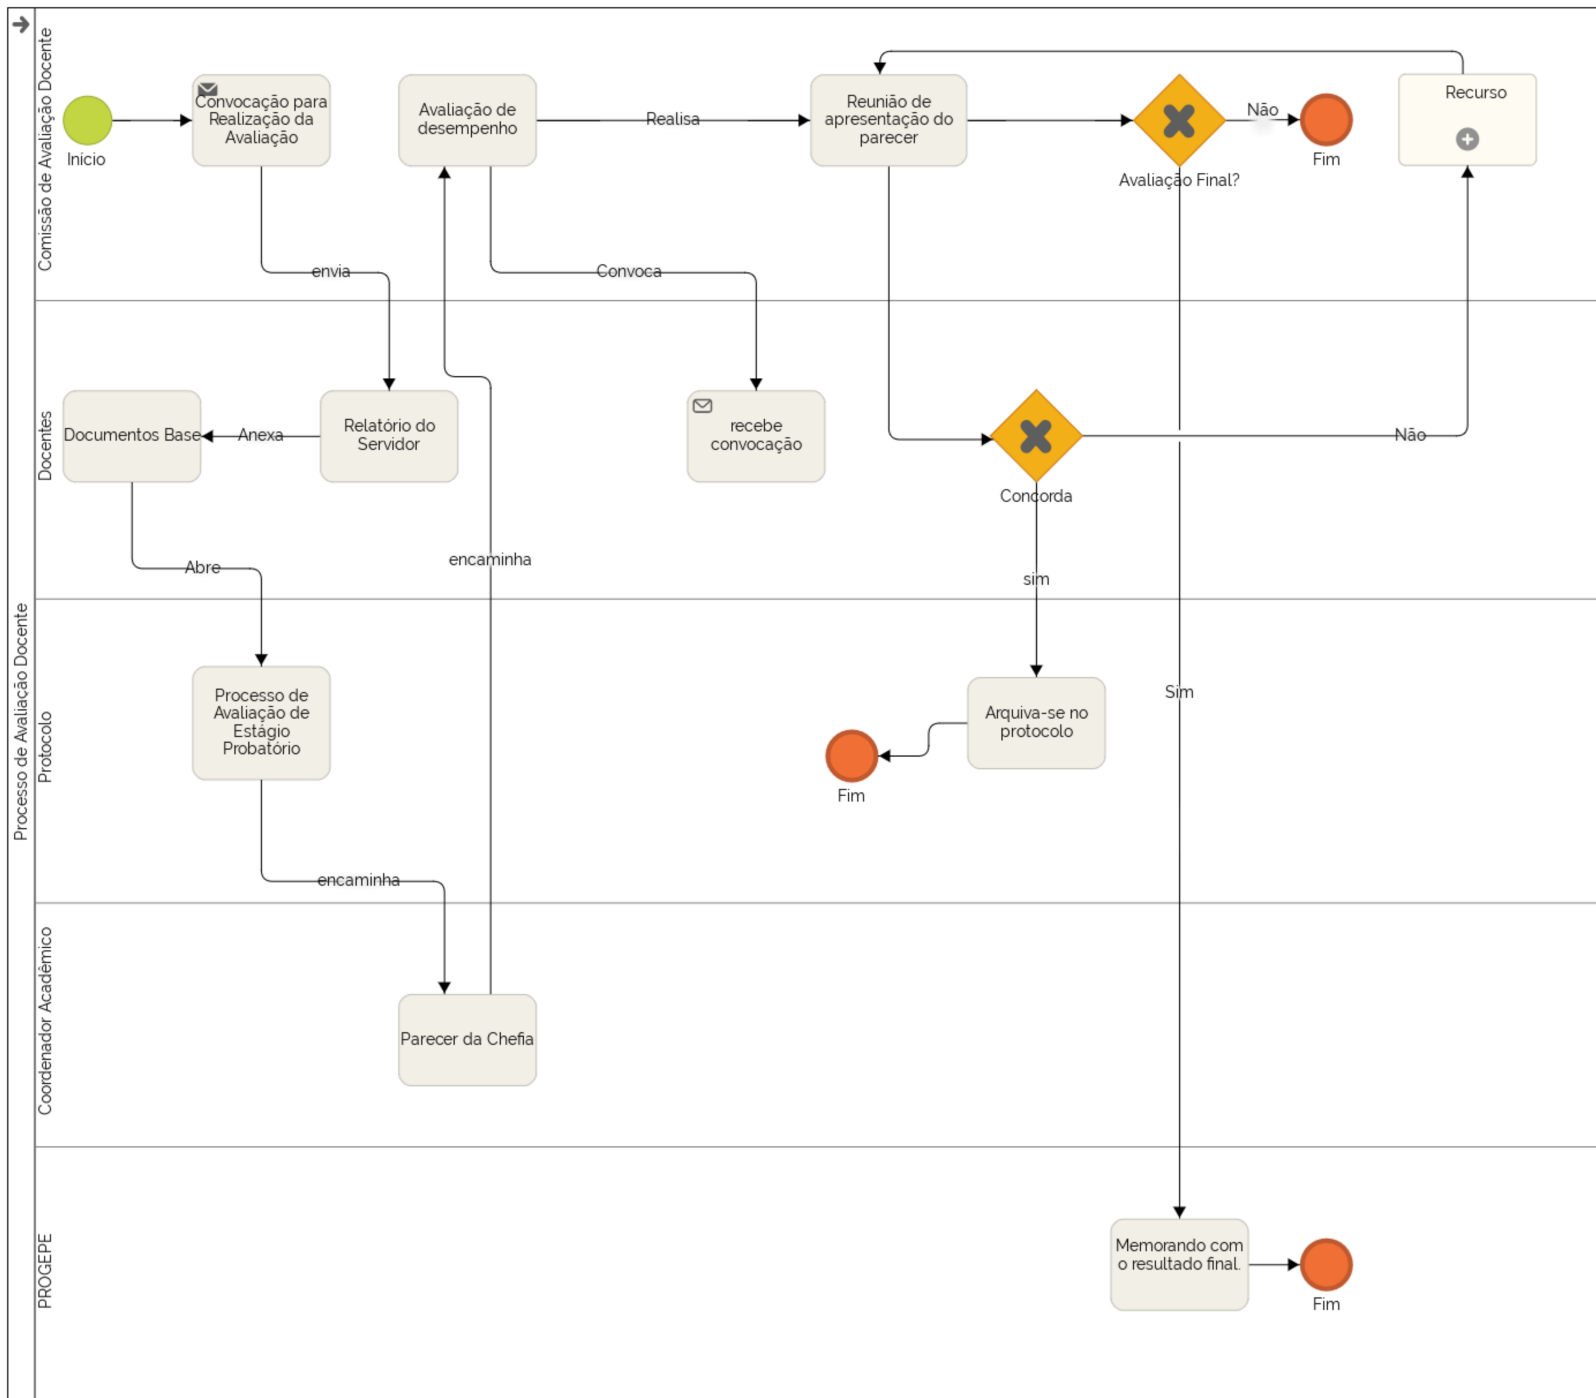 Processo de Avaliação Docente
Comissão de Avaliação Docente
Início
Convocação para
Realização da
Avaliação
Avaliação de
desempenho
Realisa
Reunião de
apresentação do
parecer
Avaliação Final?
Não
Fim
Recurso
envia
Convoca
Docentes
Documentos Base
Anexa
Relatório do
Servidor
recebe
convocação
Concorda
Não
Abre
encaminha
sim
Protocolo
Processo de
Avaliação de
Estágio
Probatório
Arquiva-se no
protocolo
Fim
Sim
encaminha
Coordenador Acadêmico
Parecer da Chefia
PROGEPE
Memorando com
o resultado final.
Fim